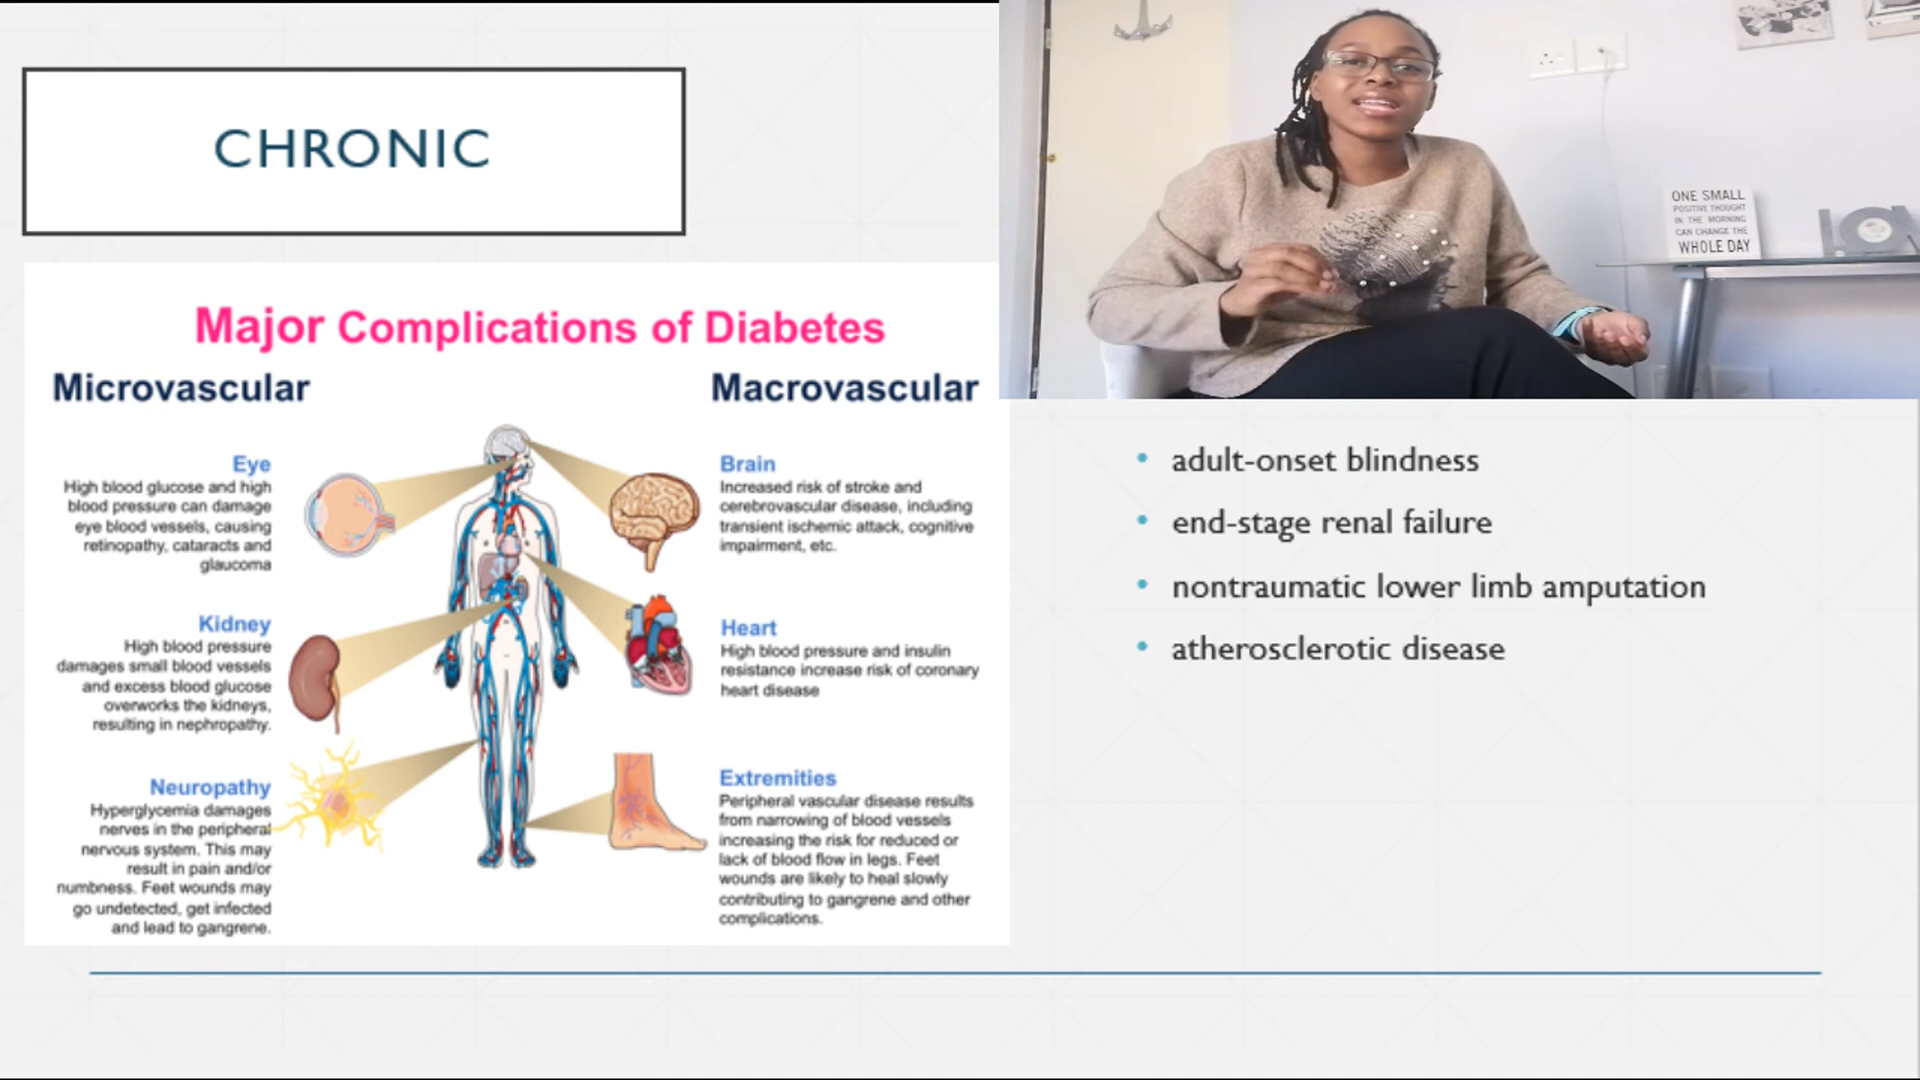 CHRONIC
Major Complications of Diabetes
Microvascular
Macrovascular
Eye
High blood glucose and high
blood pressure can damage
eye blood vessels, causing
retinopathy, cataracts and
glaucoma
Kidney
High blood pressure
damages small blood vessels
and excess blood glucose
overworks the kidneys,
resulting in nephropathy.
Neuropathy
Hyperglycemia damages
nerves in the peripheral
nervous system. This may
result in pain and/or
numbness. Feet wounds may
go undetected, get infected
and lead to gangrene.
Brain
Increased risk of stroke and
cerebrovascular disease, including
transient ischemic attack, cognitive
impairment, etc.
Heart
High blood pressure and insulin
resistance increase risk of coronary
heart disease
Extremities
Peripheral vascular disease results
from narrowing of blood vessels
increasing the risk for reduced or
lack of blood flow in legs. Feet
wounds are likely to heal slowly
contributing to gangrene and other
complications.
ONE SMALL
POSITIVE THOUGHT
IN THE MORNING
CAN CHANGE THE
WHOLE DAY
• adult-onset blindness
• end-stage renal failure
• nontraumatic lower limb amputation
• atherosclerotic disease